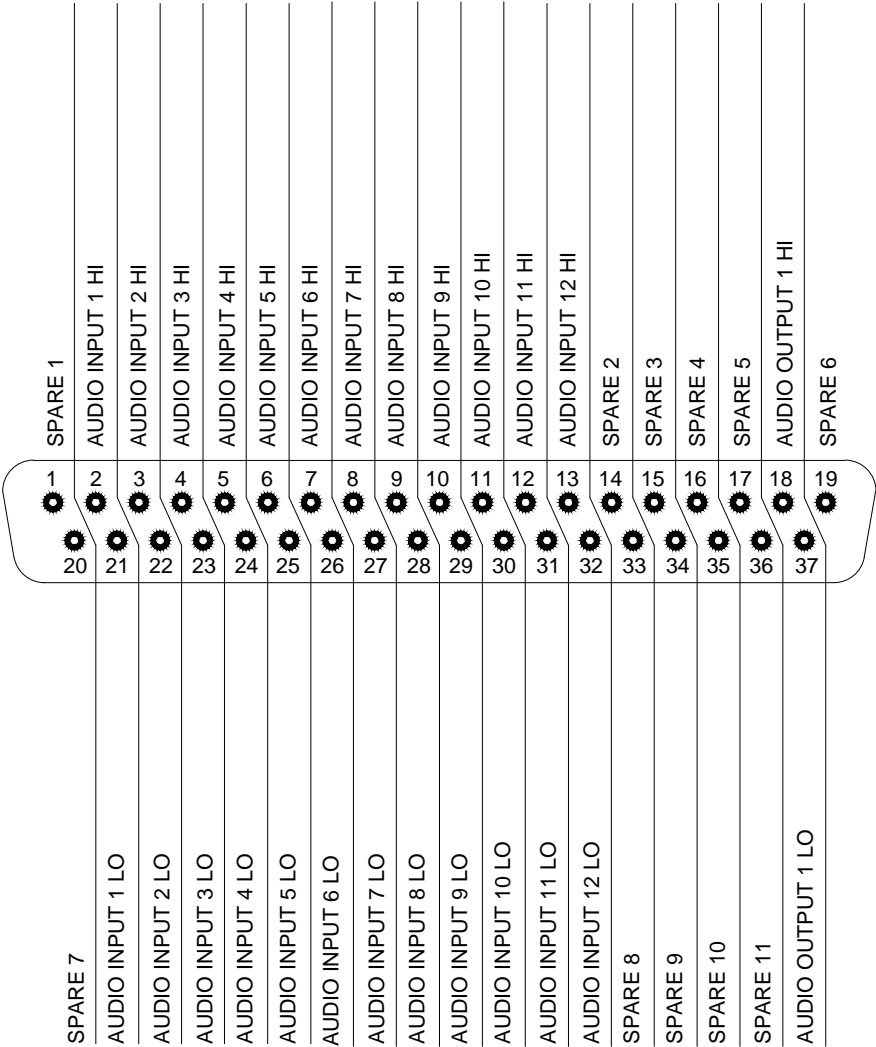 SPARE 1
AUDIO INPUT 1 HI
AUDIO INPUT 2 HI
AUDIO INPUT 3 HI
AUDIO INPUT 4 HI
AUDIO INPUT 5 HI
AUDIO INPUT 6 HI
AUDIO INPUT 7 HI
AUDIO INPUT 8 HI
AUDIO INPUT 9 HI
AUDIO INPUT 10 HI
AUDIO INPUT 11 HI
AUDIO INPUT 12 HI
SPARE 2
SPARE 3
SPARE 4
SPARE 5
AUDIO OUTPUT 1 HI
SPARE 6
1 2 3 4 5 6 7 8 9 10 11 12 13 14 15 16 17 18 19
20 21 22 23 24 25 26 27 28 29 30 31 32 33 34 35 36 37
SPARE 7
AUDIO INPUT 1 LO
AUDIO INPUT 2 LO
AUDIO INPUT 3 LO
AUDIO INPUT 4 LO
AUDIO INPUT 5 LO
AUDIO INPUT 6 LO
AUDIO INPUT 7 LO
AUDIO INPUT 8 LO
AUDIO INPUT 9 LO
AUDIO INPUT 10 LO
AUDIO INPUT 11 LO
AUDIO INPUT 12 LO
SPARE 8
SPARE 9
SPARE 10
SPARE 11
AUDIO OUTPUT 1 LO